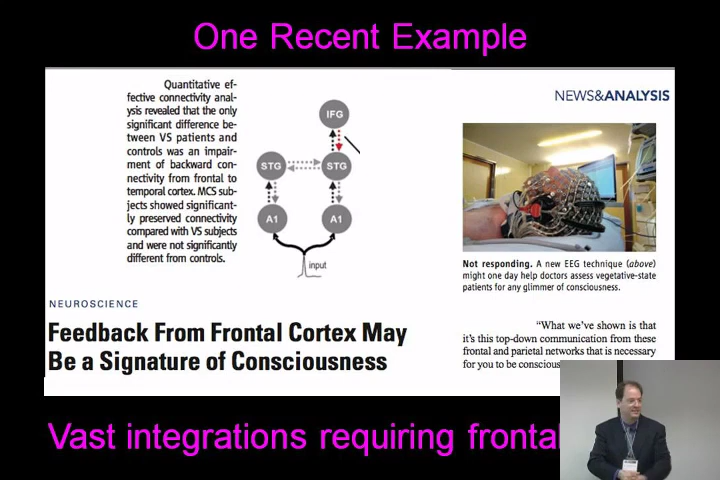 One Recent Example
Quantitative ef-
fective connectivity anal-
ysis revealed that the only
significant difference be-
tween VS patients and
controls was an impair-
ment of backward con-
nectivity from frontal to
temporal cortex. MCS sub-
jects showed significant-
ly preserved connectivity
compared with VS subjects
and were not significantly
different from controls.
IFG
STG
STG
A1
A1
input
NEWS&ANALYSIS
Not responding. A new EEG technique (above)
might one day help doctors assess vegetative-state
patients for any glimmer of consciousness.
NEUROSCIENCE
Feedback From Frontal Cortex May
Be a Signature of Consciousness
“What we’ve shown is that
it’s this top-down communication from these
frontal and parietal networks that is necessary
for you to be conscious
Vast integrations requiring frontal